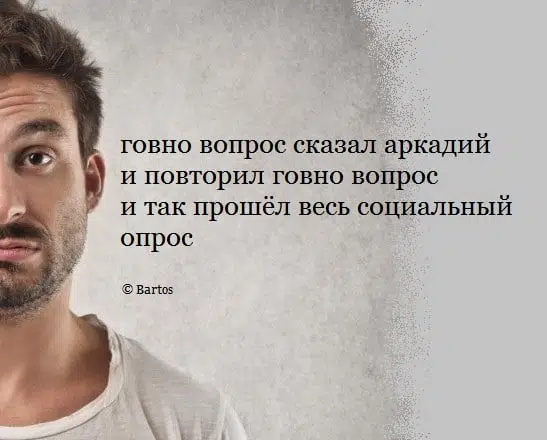 говно вопрос сказал аркадий
и повторил говно вопрос
и так прошёл весь социальный
опрос
© Bartos